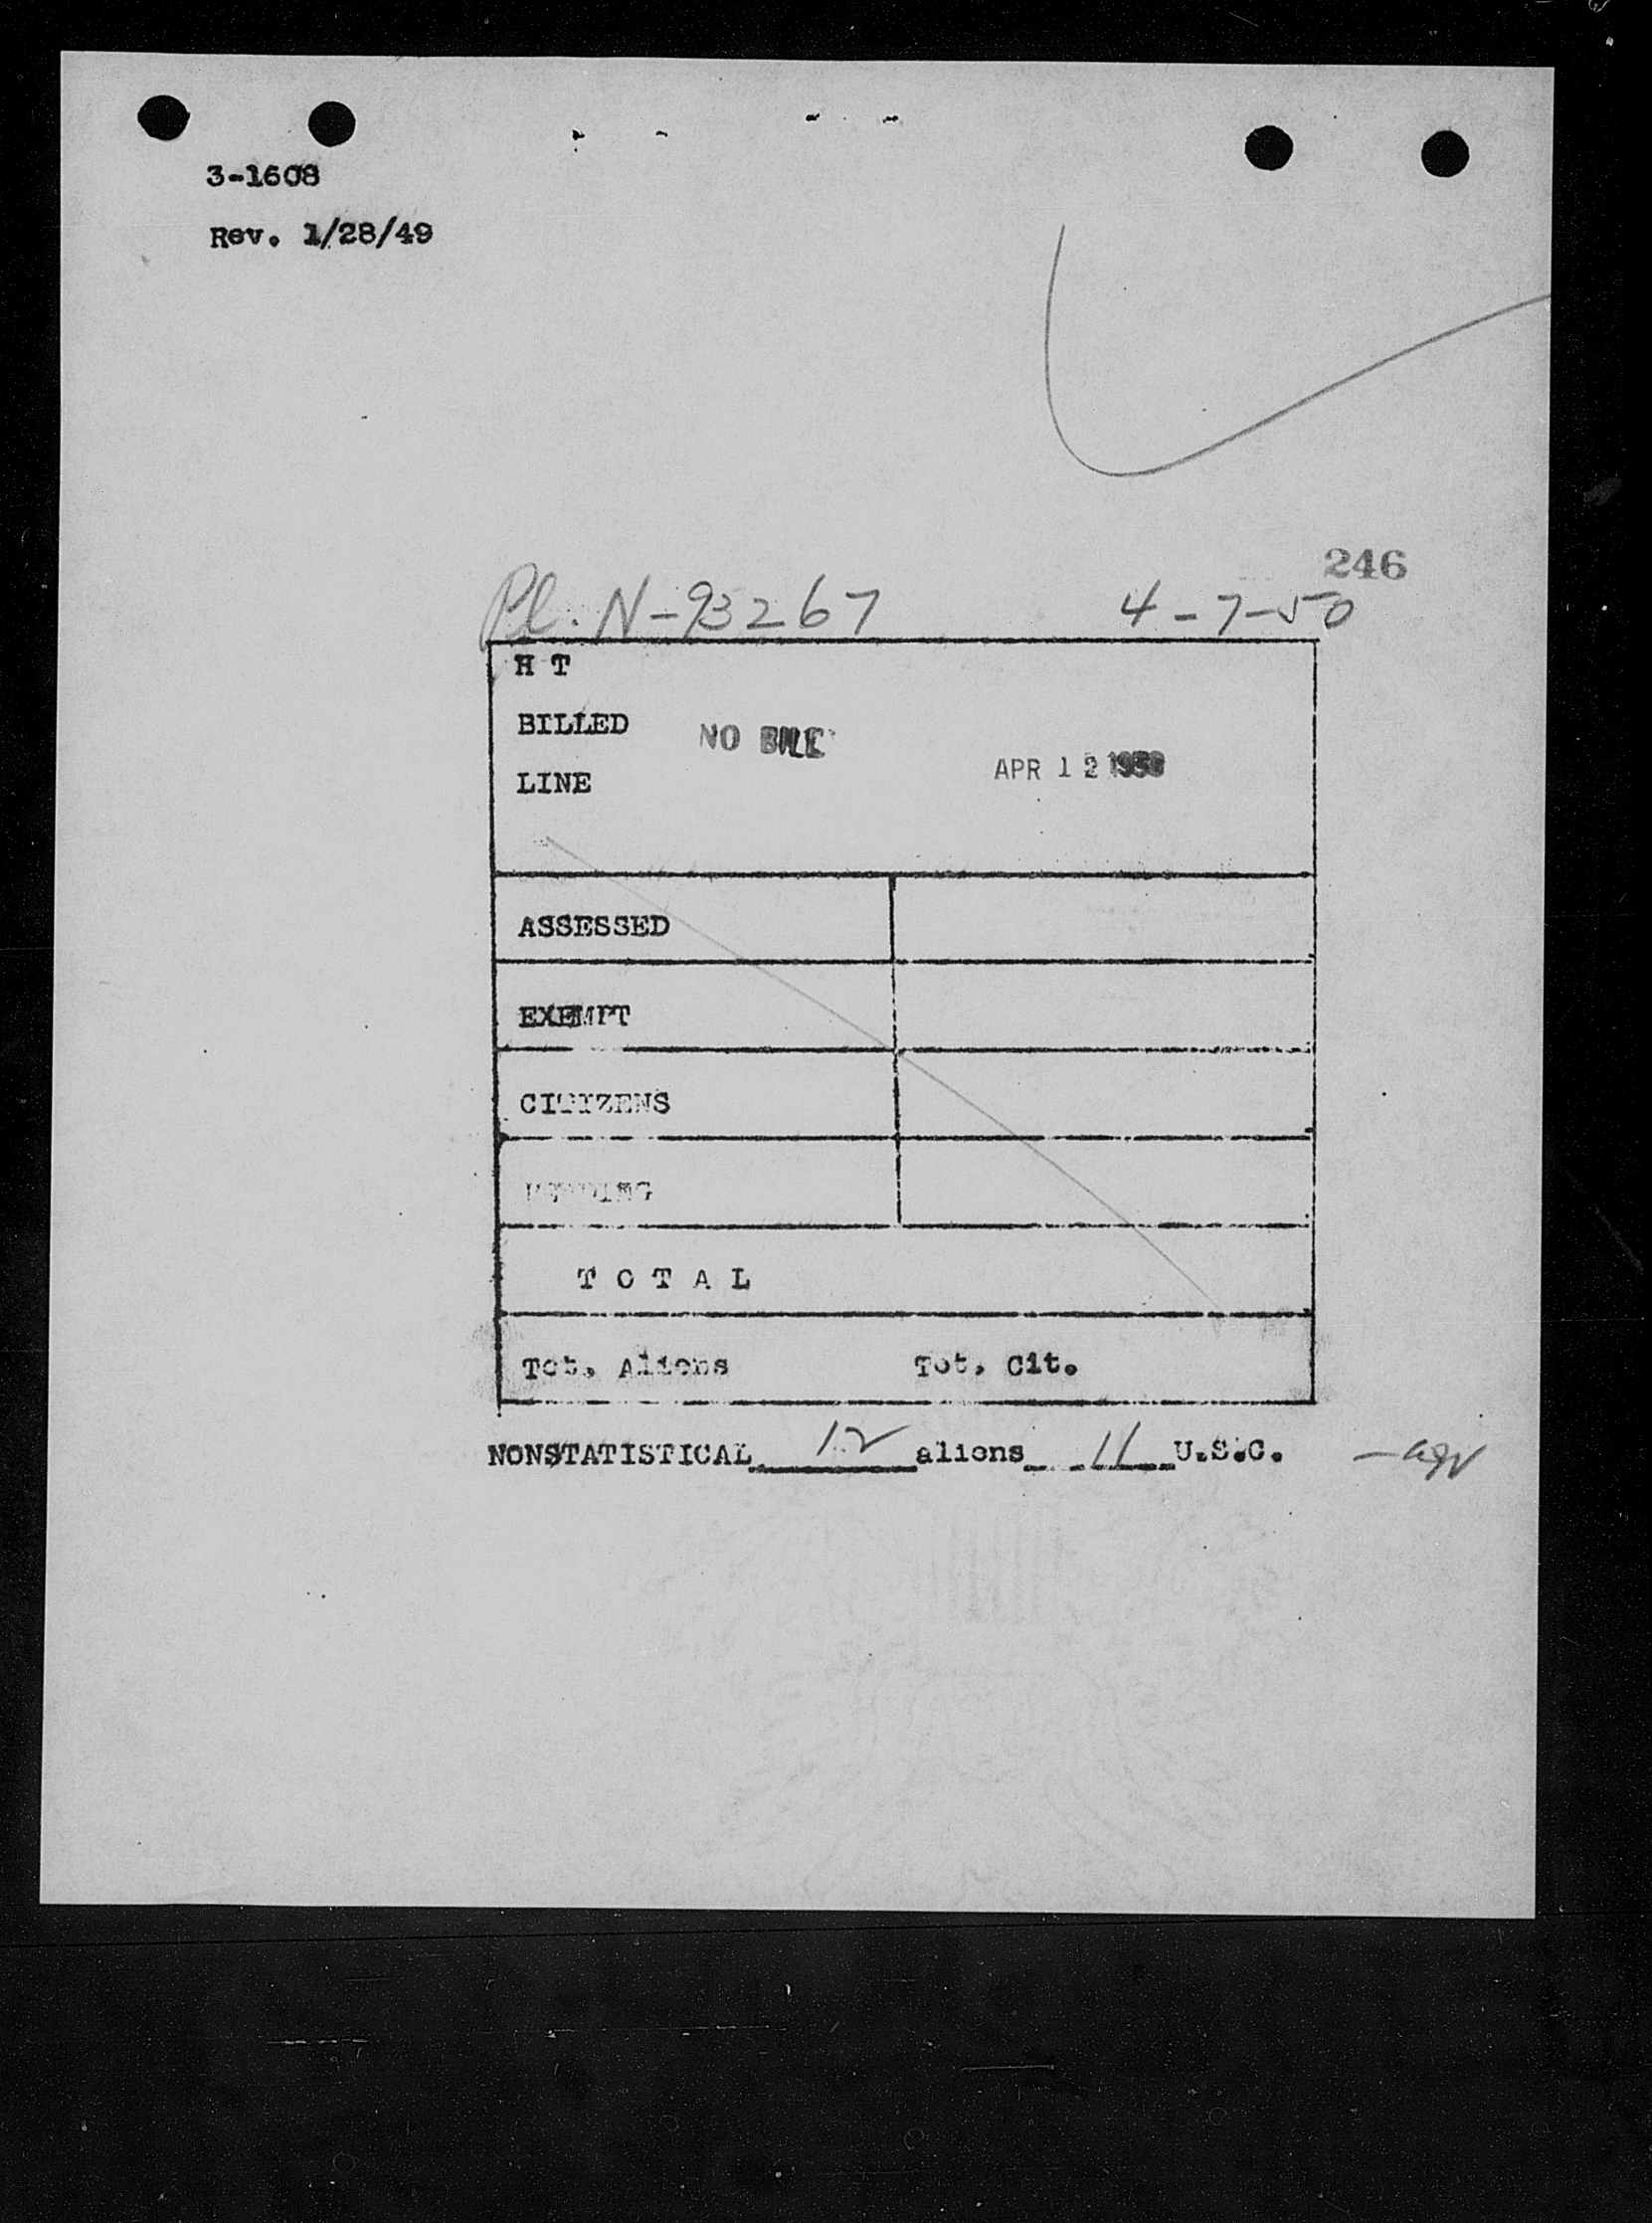 3-1608
Rev. 1/28/49
246
Pl. N-93267 4-7-50
H T
BILLED NO BILL
APR 12 1950
LINE
ASSESSED
EXEMPT
CITIZENS
PENDING
T O T A L
Tot. Aliens Tot. Cit.
NONSTATISTICAL 12 aliens 11 U.S.C.